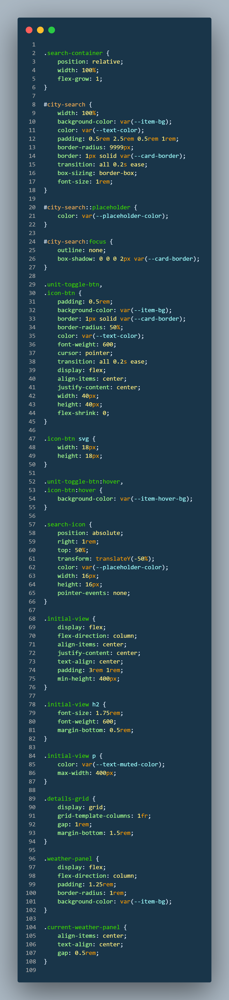 1
2 .search-container {
3     position: relative;
4     width: 100%;
5     flex-grow: 1;
6 }
7
8 #city-search {
9     width: 100%;
10     background-color: var(--item-bg);
11     color: var(--text-color);
12     padding: 0.5rem 2.5rem 0.5rem 1rem;
13     border-radius: 9999px;
14     border: 1px solid var(--card-border);
15     transition: all 0.2s ease;
16     box-sizing: border-box;
17     font-size: 1rem;
18 }
19
20 #city-search::placeholder {
21     color: var(--placeholder-color);
22 }
23
24 #city-search:focus {
25     outline: none;
26     box-shadow: 0 0 0 2px var(--card-border);
27 }
28
29 .unit-toggle-btn,
30 .icon-btn {
31     padding: 0.5rem;
32     background-color: var(--item-bg);
33     border: 1px solid var(--card-border);
34     border-radius: 50%;
35     color: var(--text-color);
36     font-weight: 600;
37     cursor: pointer;
38     transition: all 0.2s ease;
39     display: flex;
40     align-items: center;
41     justify-content: center;
42     width: 40px;
43     height: 40px;
44     flex-shrink: 0;
45 }
46
47 .icon-btn svg {
48     width: 18px;
49     height: 18px;
50 }
51
52 .unit-toggle-btn:hover,
53 .icon-btn:hover {
54     background-color: var(--item-hover-bg);
55 }
56
57 .search-icon {
58     position: absolute;
59     right: 1rem;
60     top: 50%;
61     transform: translateY(-50%);
62     color: var(--placeholder-color);
63     width: 16px;
64     height: 16px;
65     pointer-events: none;
66 }
67
68 .initial-view {
69     display: flex;
70     flex-direction: column;
71     align-items: center;
72     justify-content: center;
73     text-align: center;
74     padding: 3rem 1rem;
75     min-height: 400px;
76 }
77
78 .initial-view h2 {
79     font-size: 1.75rem;
80     font-weight: 600;
81     margin-bottom: 0.5rem;
82 }
83
84 .initial-view p {
85     color: var(--text-muted-color);
86     max-width: 400px;
87 }
88
89 .details-grid {
90     display: grid;
91     grid-template-columns: 1fr;
92     gap: 1rem;
93     margin-bottom: 1.5rem;
94 }
95
96 .weather-panel {
97     display: flex;
98     flex-direction: column;
99     padding: 1.25rem;
100     border-radius: 1rem;
101     background-color: var(--item-bg);
102 }
103
104 .current-weather-panel {
105     align-items: center;
106     text-align: center;
107     gap: 0.5rem;
108 }
109